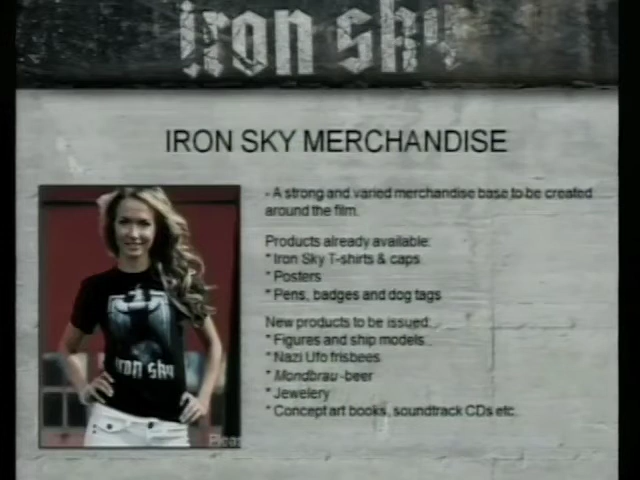 iron sky
IRON SKY MERCHANDISE
- A strong and varied merchandise base to be created
around the film.
Products already available:
* Iron Sky T-shirts & caps
* Posters
* Pens, badges and dog tags
New products to be issued:
* Figures and ship models
* Nazi Ufo frisbees
* Mondbrau -beer
* Jewelery
* Concept art books, soundtrack CDs etc.
iron sky
Pleas